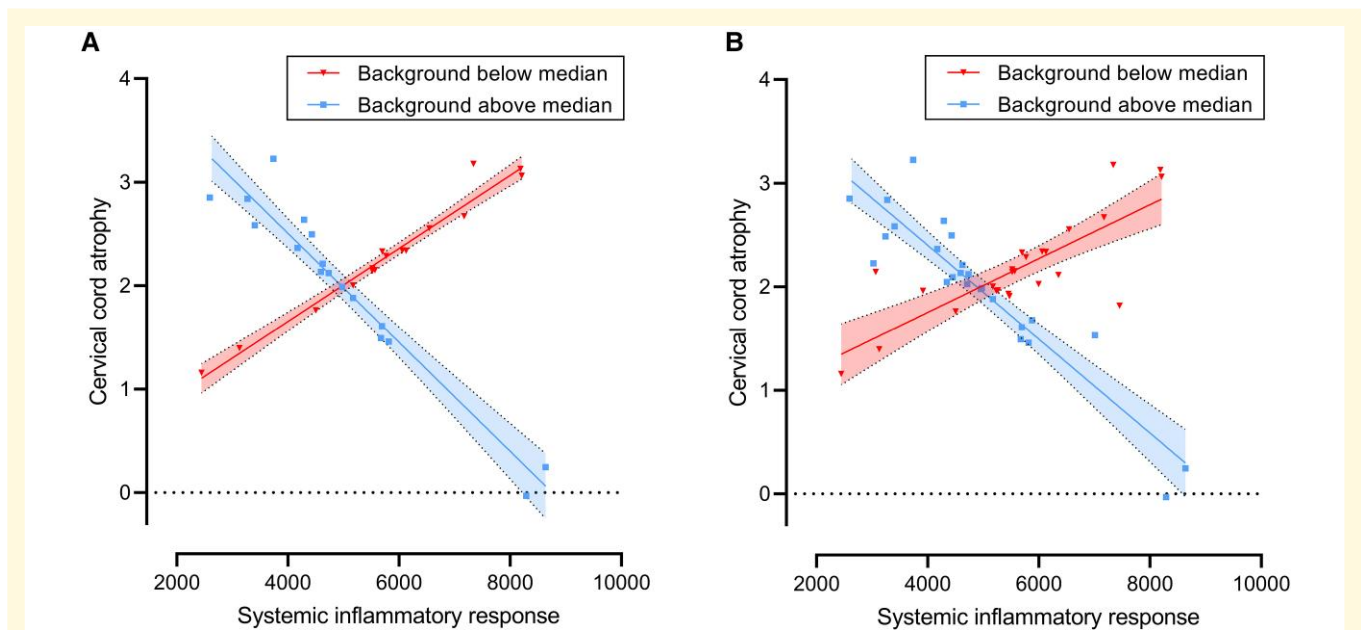 A
Background below median
Background above median
4
3
2
1
0
Cervical cord atrophy
2000 4000 6000 8000 10000
Systemic inflammatory response
B
Background below median
Background above median
4
3
2
1
0
Cervical cord atrophy
2000 4000 6000 8000 10000
Systemic inflammatory response